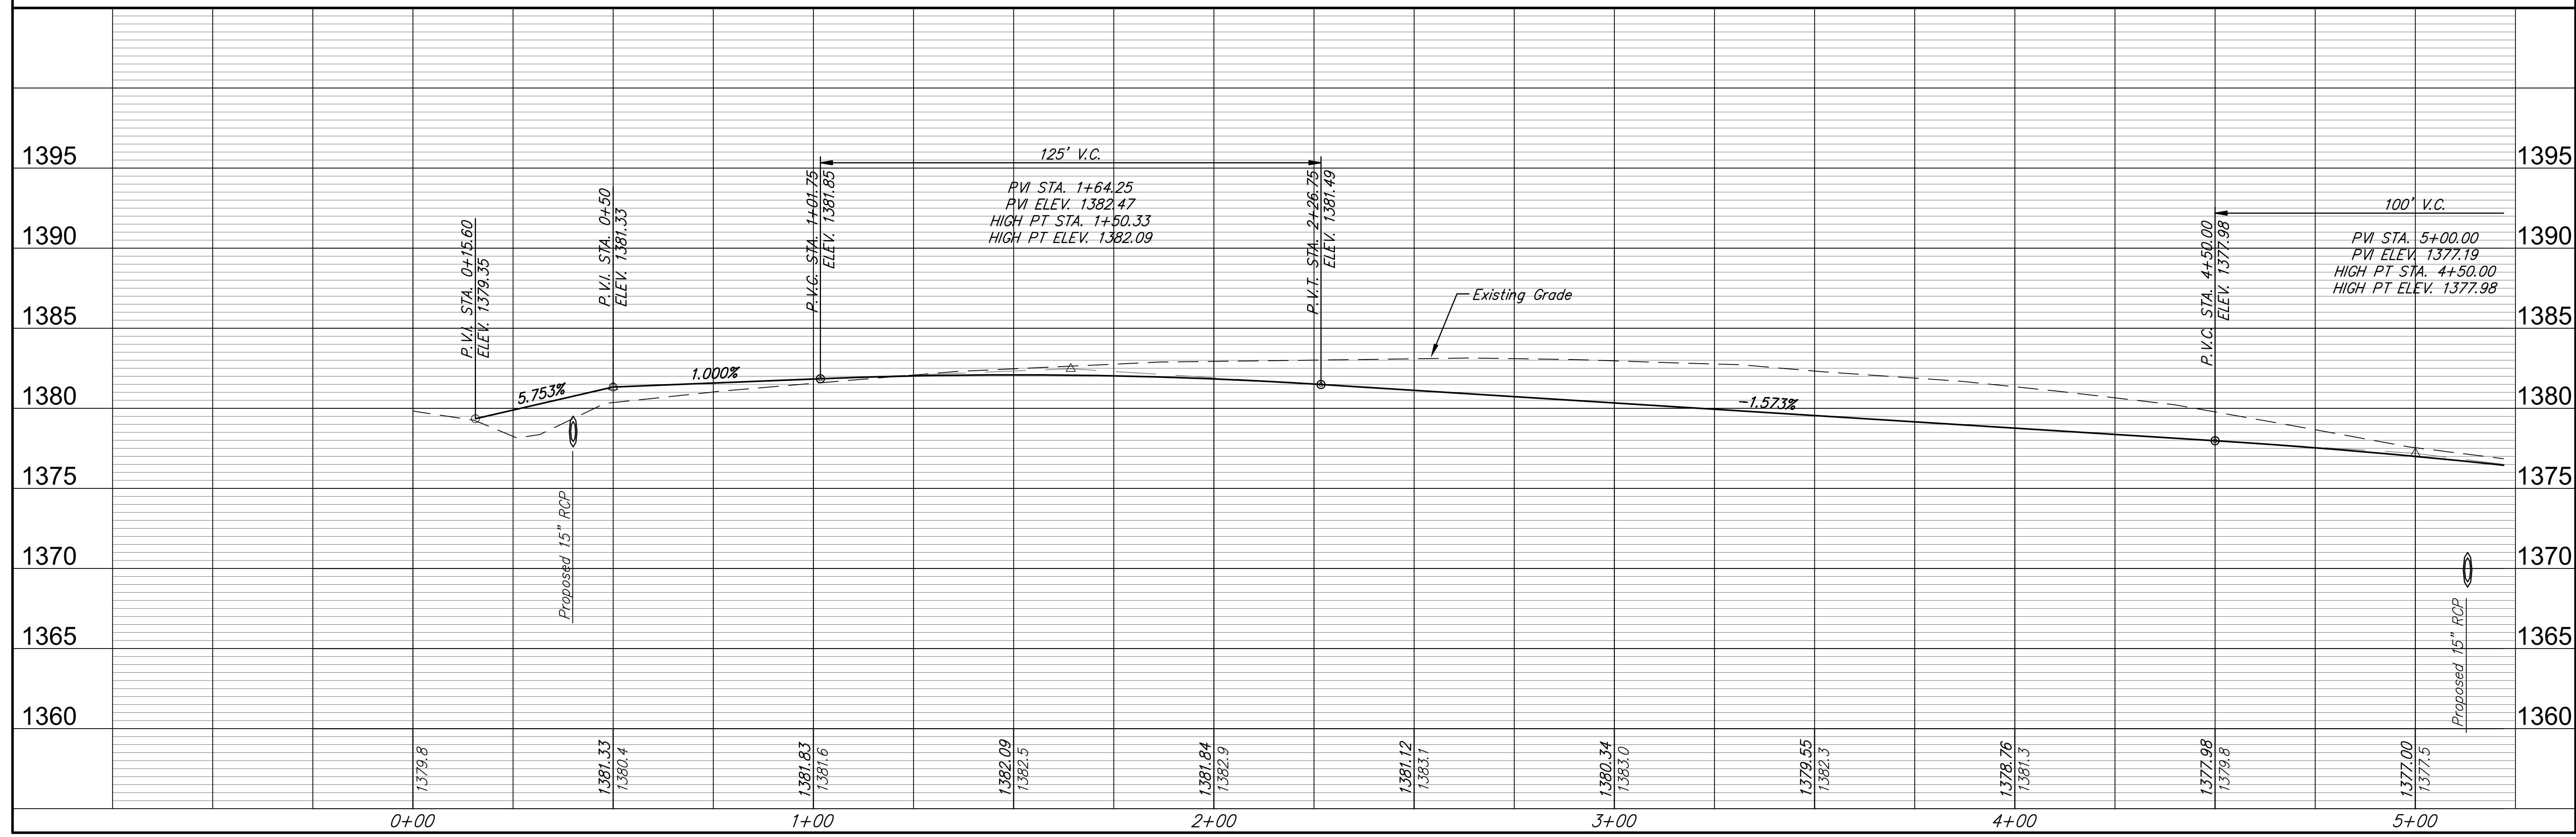 1395
1390
1385
1380
1375
1370
1365
1360
P.V.I. STA. 0+15.60
ELEV. 1379.35
5.753%
P.V.I. STA. 0+50
ELEV. 1381.33
1.000%
P.V.C. STA. 1+01.75
ELEV. 1381.85
125' V.C.
PVI STA. 1+64.25
PVI ELEV. 1382.47
HIGH PT STA. 1+50.33
HIGH PT ELEV. 1382.09
P.V.T. STA. 2+26.75
ELEV. 1381.49
Existing Grade
-1.573%
P.V.C. STA. 4+50.00
ELEV. 1377.98
100' V.C.
PVI STA. 5+00.00
PVI ELEV. 1377.19
HIGH PT STA. 4+50.00
HIGH PT ELEV. 1377.98
Proposed 15" RCP
Proposed 15" RCP
1395
1390
1385
1380
1375
1370
1365
1360
1379.8
1381.33
1380.4
1381.83
1381.6
1382.09
1382.5
1381.84
1382.9
1381.12
1383.1
1380.34
1383.0
1379.55
1382.3
1378.76
1381.3
1377.98
1379.8
1377.00
1377.5
0+00
1+00
2+00
3+00
4+00
5+00